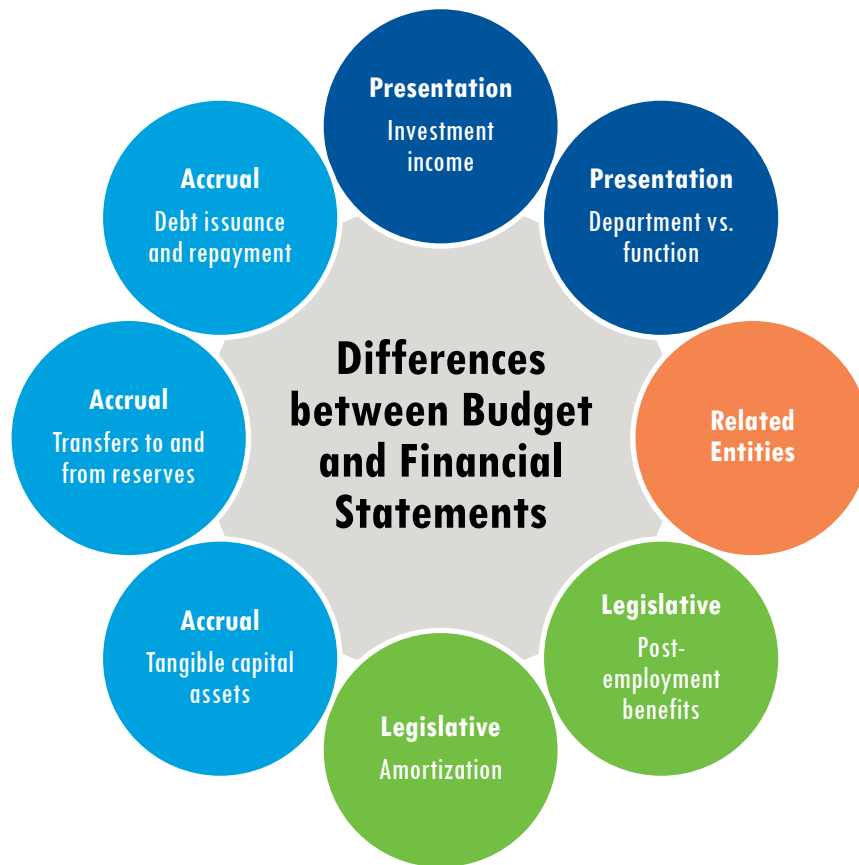 Presentation
Investment
income
Presentation
Department vs.
function
Related
Entities
Legislative
Post-
employment
benefits
Legislative
Amortization
Accrual
Tangible capital
assets
Accrual
Transfers to and
from reserves
Accrual
Debt issuance
and repayment
Differences
between Budget
and Financial
Statements